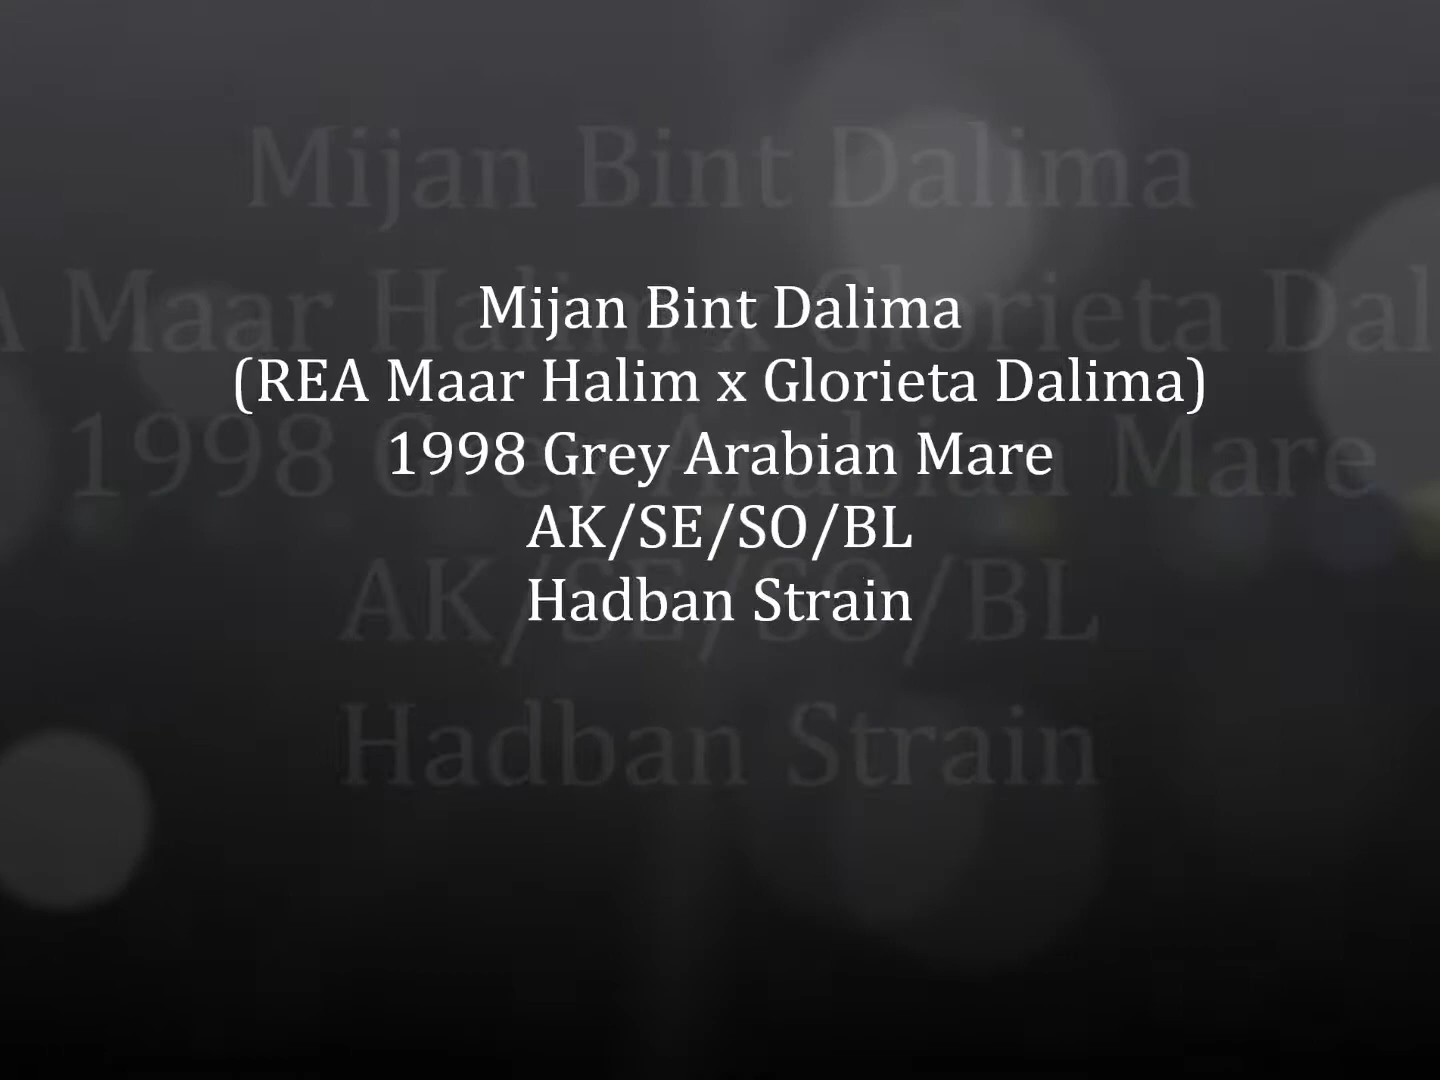 Mijan Bint Dalima
(REA Maar Halim x Glorieta Dalima)
1998 Grey Arabian Mare
AK/SE/SO/BL
Hadban Strain